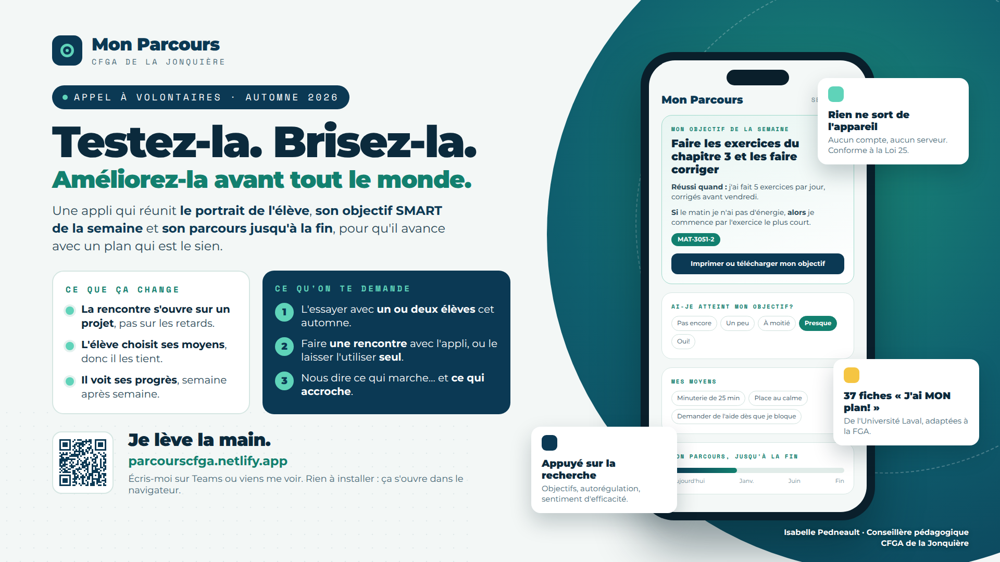 Mon Parcours
CFGA DE LA JONQUIÈRE
APPEL À VOLONTAIRES · AUTOMNE 2026
Testez-la. Brisez-la.
Améliorez-la avant tout le monde.
Une appli qui réunit le portrait de l'élève, son objectif SMART
de la semaine et son parcours jusqu'à la fin, pour qu'il avance
avec un plan qui est le sien.
CE QUE ÇA CHANGE
La rencontre s'ouvre sur un
projet, pas sur les retards.
L'élève choisit ses moyens,
donc il les tient.
Il voit ses progrès, semaine
après semaine.
CE QU'ON TE DEMANDE
1 L'essayer avec un ou deux élèves cet
automne.
2 Faire une rencontre avec l'appli, ou le
laisser l'utiliser seul.
3 Nous dire ce qui marche... et ce qui
accroche.
Je lève la main.
parcourscfga.netlify.app
Écris-moi sur Teams ou viens me voir. Rien à installer : ça s'ouvre dans le
navigateur.
Mon Parcours
MON OBJECTIF DE LA SEMAINE
Faire les exercices du
chapitre 3 et les faire
corriger
Réussi quand : j'ai fait 5 exercices par jour,
corrigés avant vendredi.
Si le matin je n'ai pas d'énergie, alors je
commence par l'exercice le plus court.
MAT-3051-2
Imprimer ou télécharger mon objectif
AI-JE ATTEINT MON OBJECTIF?
Pas encore Un peu À moitié Presque
Oui!
MES MOYENS
Minuterie de 25 min Place au calme
Demander de l'aide dès que je bloque
PARCOURS, JUSQU'À LA FIN
Janv. Juin Fin
Rien ne sort de
l'appareil
Aucun compte, aucun serveur.
Conforme à la Loi 25.
37 fiches « J'ai MON
plan! »
De l'Université Laval, adaptées à
la FGA.
Appuyé sur la
recherche
Objectifs, autorégulation,
sentiment d'efficacité.
Isabelle Pedneault · Conseillère pédagogique
CFGA de la Jonquière